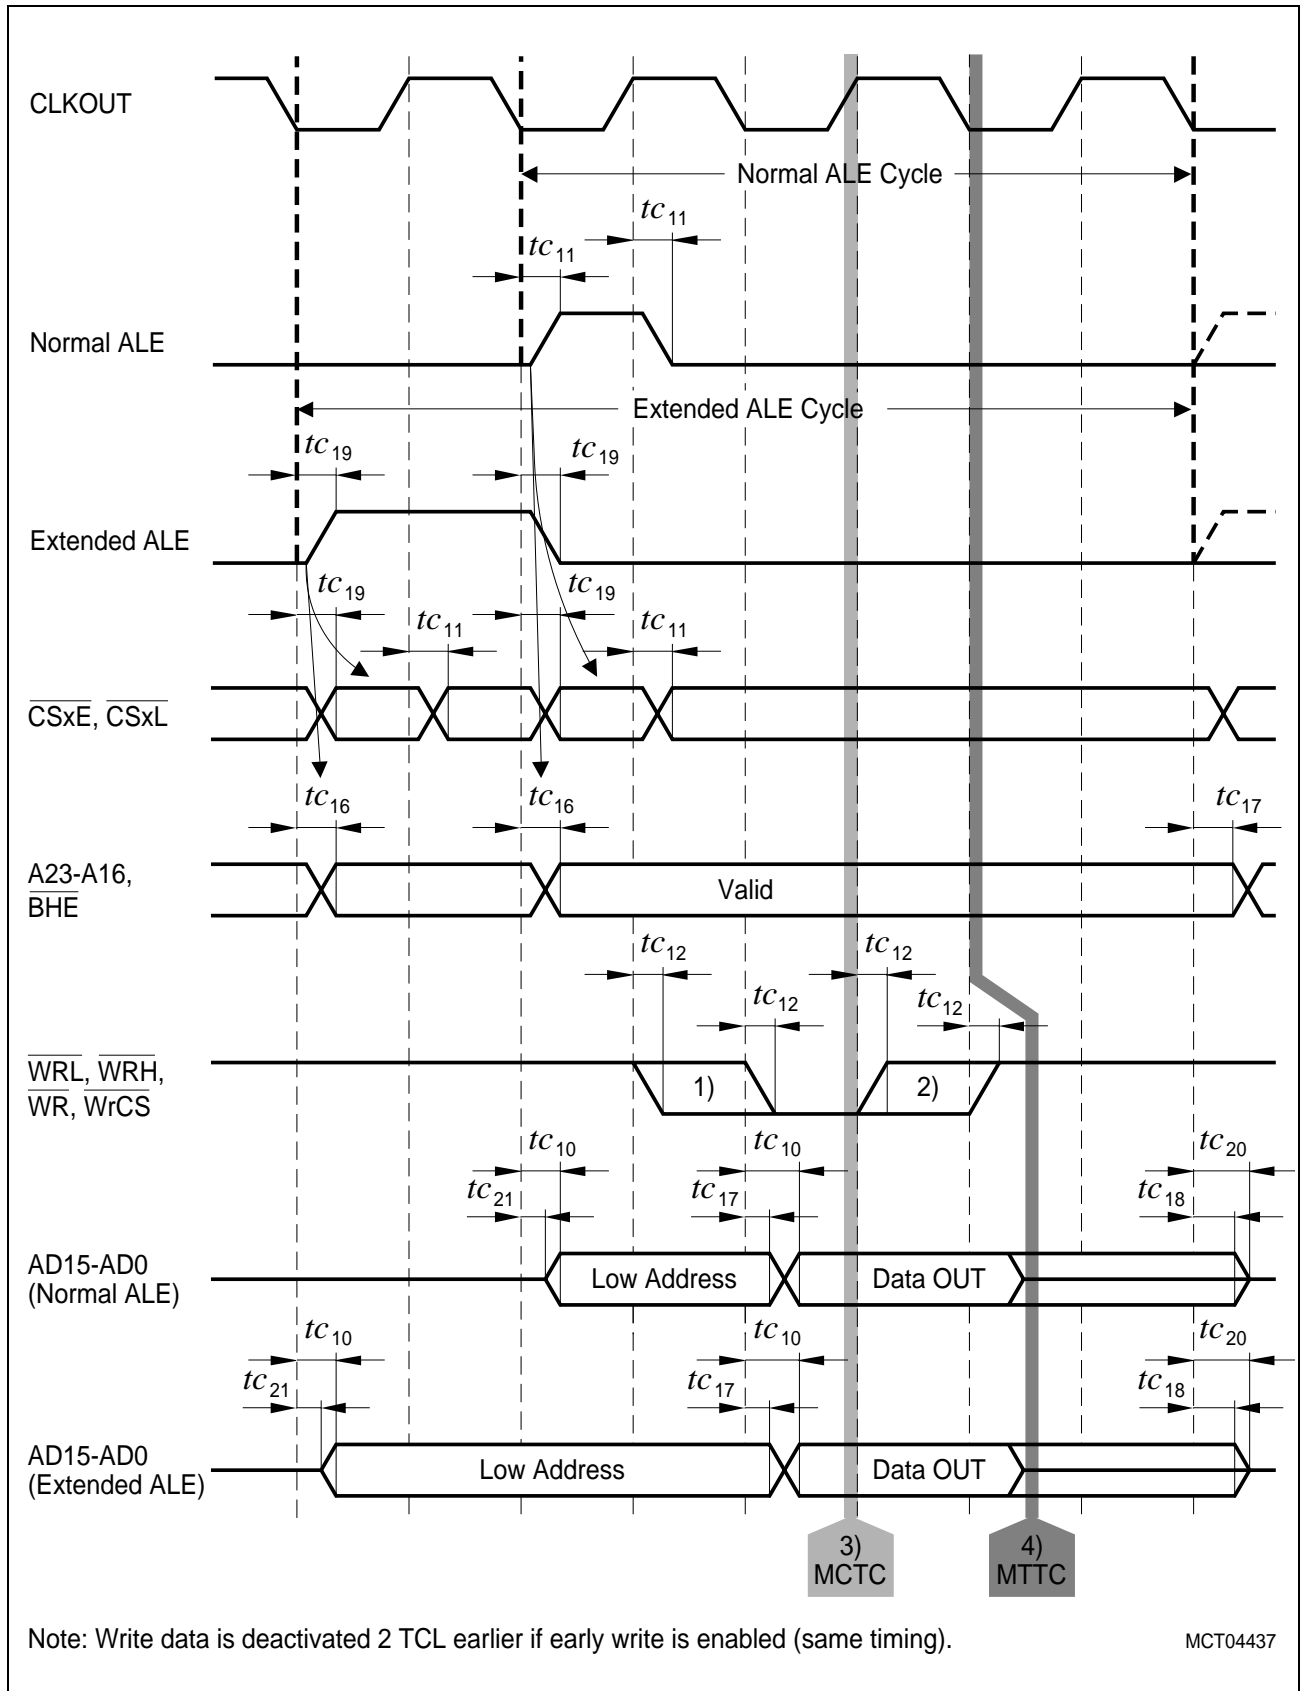 CLKOUT
Normal ALE Cycle
tc11
tc11
Normal ALE
Extended ALE Cycle
tc19
tc19
Extended ALE
tc19
tc19
tc11
tc11
CSxE, CSxL
tc16
tc16
tc17
A23-A16,
BHE
Valid
tc12
tc12
tc12
tc12
WRL, WRH,
WR, WrCS
1)
2)
tc10
tc10
tc20
tc21
tc17
tc18
AD15-AD0
(Normal ALE)
Low Address
Data OUT
tc10
tc10
tc20
tc21
tc17
tc18
AD15-AD0
(Extended ALE)
Low Address
Data OUT
3)
MCTC
4)
MTTC
Note: Write data is deactivated 2 TCL earlier if early write is enabled (same timing).
MCT04437